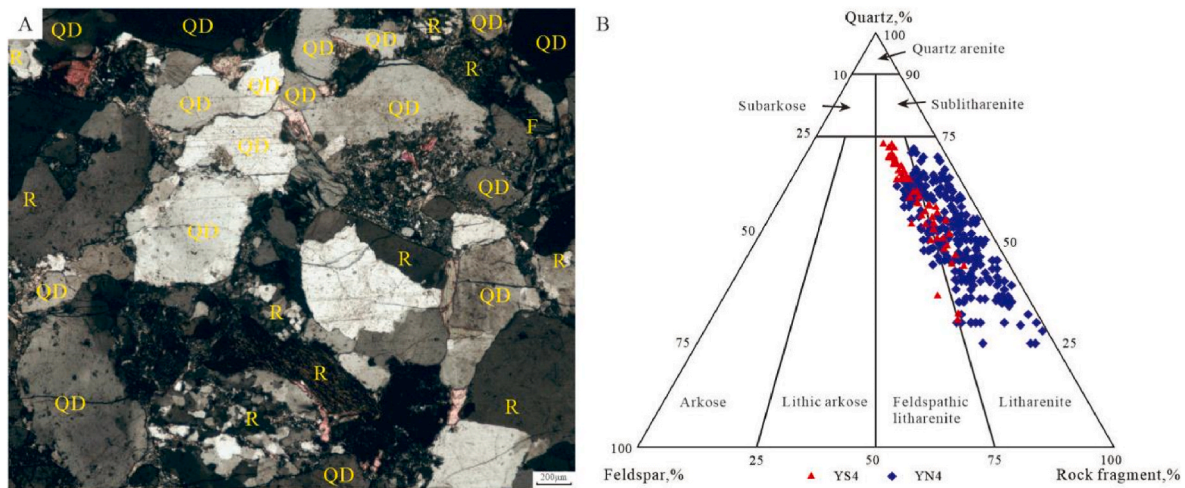 A
QD QD QD QD R QD QD
R R
QD QD QD QD
QD F
R QD
QD
R R
QD QD
R
R
QD R R
QD
200μm
B
Quartz,%
100
Quartz arenite
10 90
Subarkose Sublitharenite
25 75
50 50
75 25
Arkose Lithic arkose Feldspathic litharenite Litharenite
100 100
Feldspar,% 25 50 75 Rock fragment,%
YS4 YN4